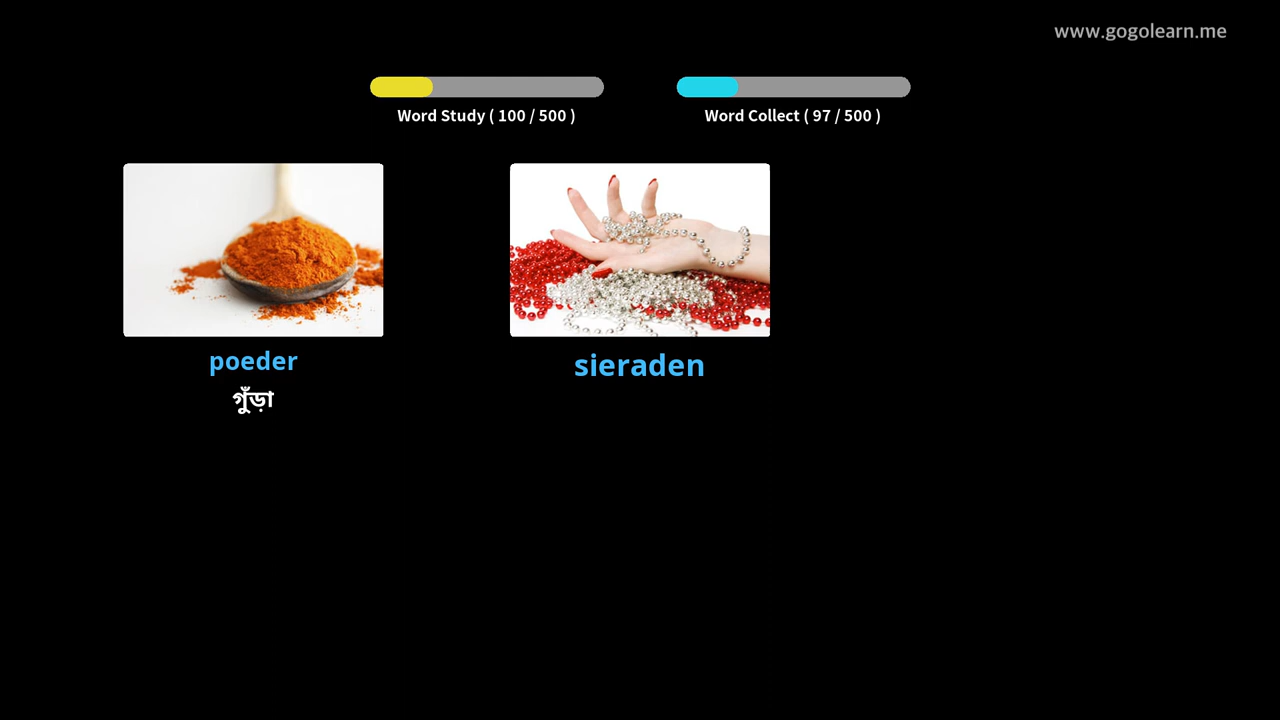 www.gogolearn.me
Word Study ( 100 / 500 )
Word Collect ( 97 / 500 )
poeder
গুঁড়া
sieraden